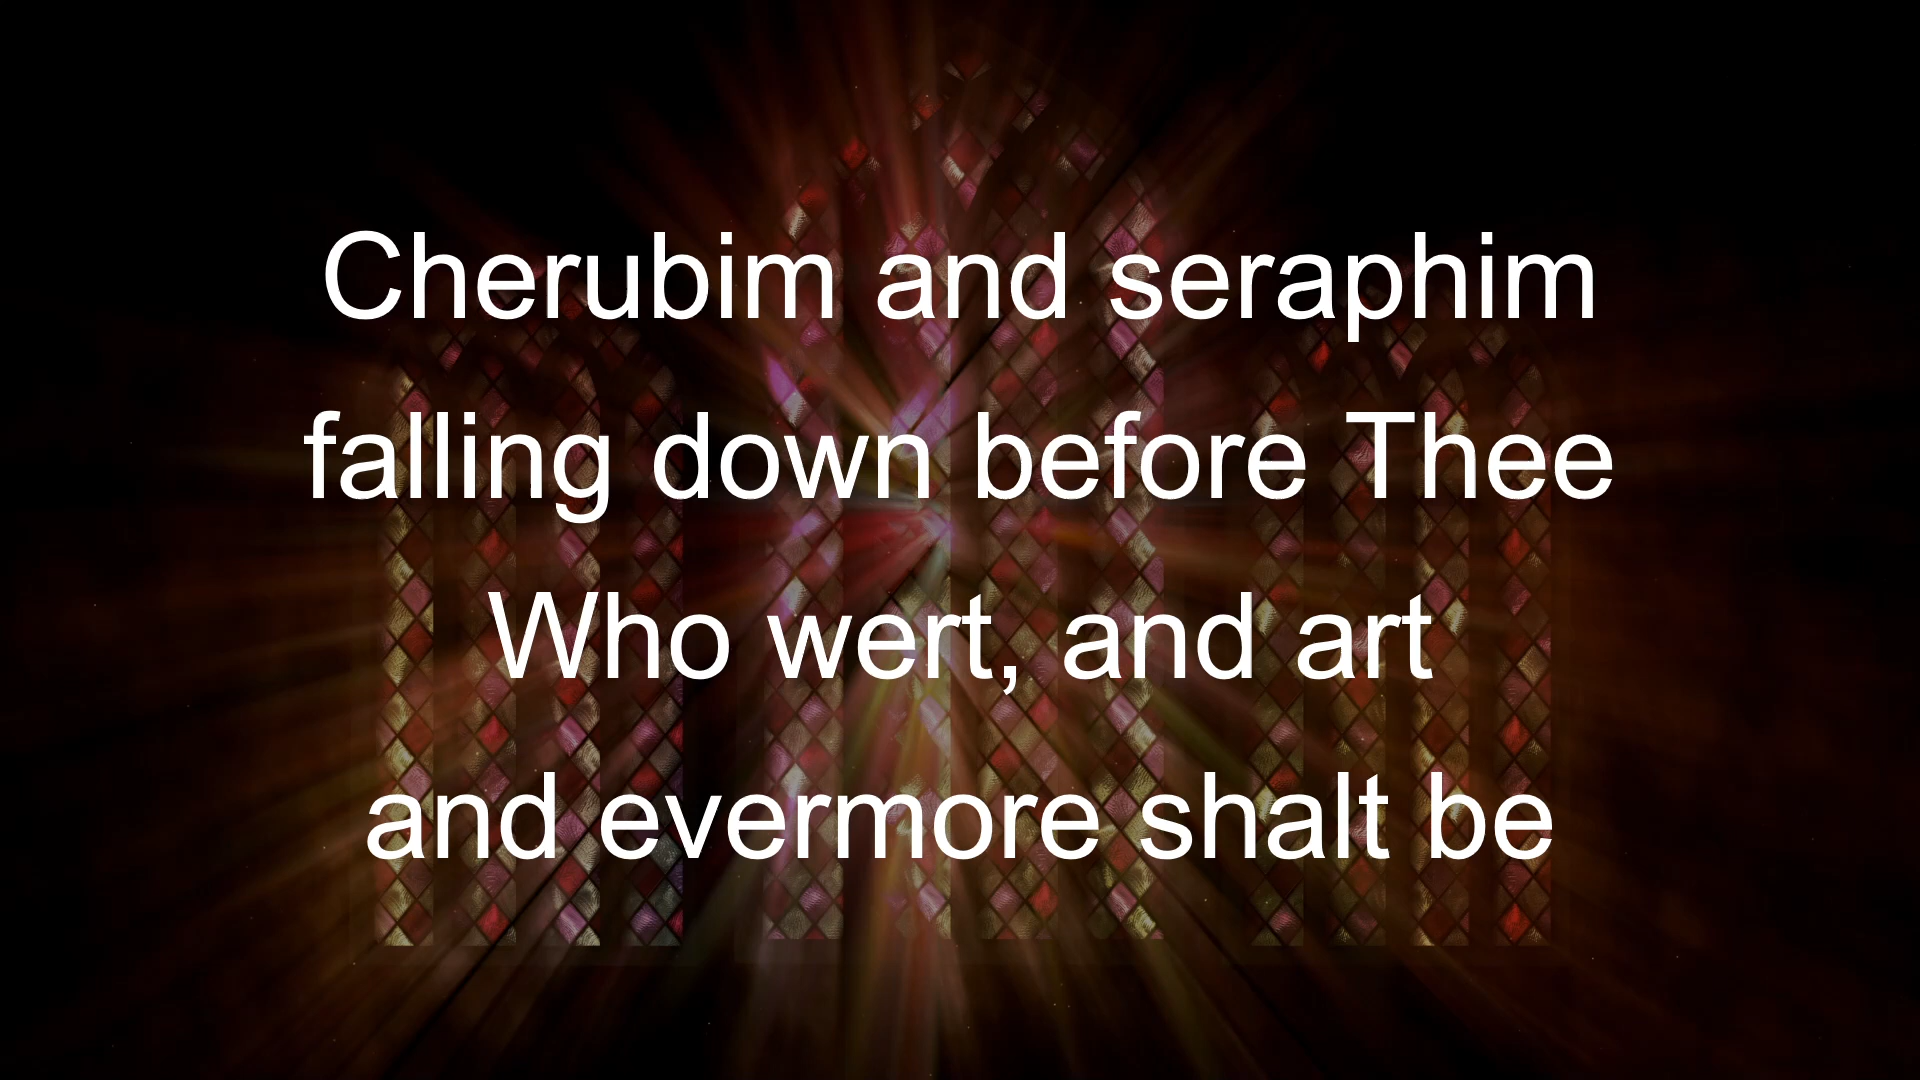 Cherubim and seraphim
falling down before Thee
Who wert, and art
and evermore shalt be